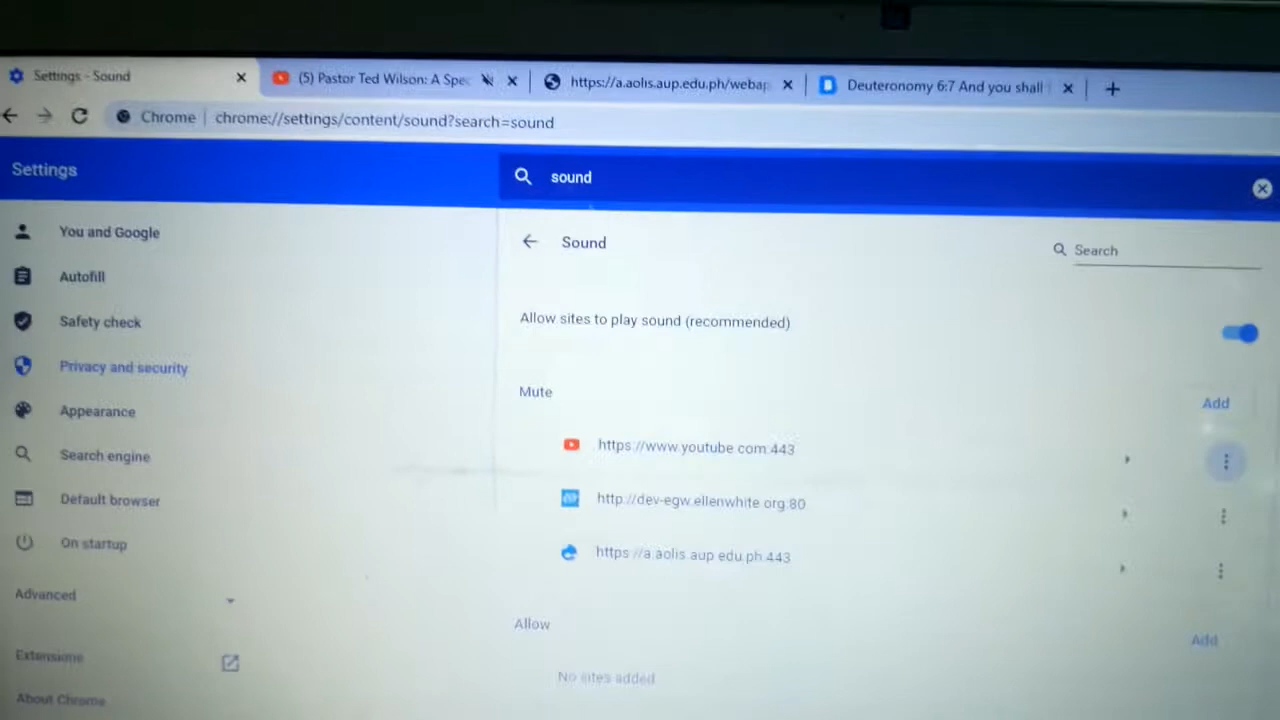 Settings - Sound
(5) Pastor Ted Wilson: A Spec
https://a.aolis.aup.edu.ph/webap
Deuteronomy 6:7 And you shall
Chrome
chrome://settings/content/sound?search=sound
Settings
sound
You and Google
Autofill
Safety check
Privacy and security
Appearance
Search engine
Default browser
On startup
Advanced
Extensions
About Chrome
Sound
Search
Allow sites to play sound (recommended)
Mute
Add
https://www.youtube.com:443
http://dev-egw.ellenwhite.org:80
https://a.aolis.aup.edu.ph:443
Allow
Add
No sites added